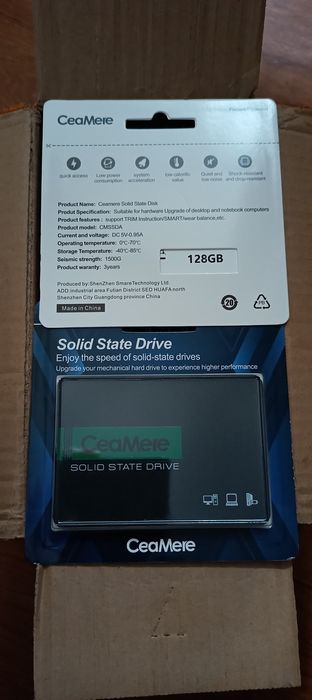 CeaMere
quick access
Low power consumption
system acceleration
low calorific value
Quiet and low noise
Shock-resistant and drop-resistant
Product Name: Ceamere Solid State Disk
Produt Specification: Suitable for hardware Upgrade of desktop and notebook computers
Product features : support TRIM Instruction/SMART/wear balance,etc.
Product Model: CMSSDA
Current and voltage: DC 5V-0.95A
Operating temperature: 0℃-70℃
Storage temperature: -40℃-85℃
Seismic strength: 1500G
Product warranty: 3years
128GB
Produced by:ShenZhen SmareTechnology Ltd.
ADD:industrial area Futian District SEO HUAFA north
Shenzhen City Guangdong province China
Made in China
20
Solid State Drive
Enjoy the speed of solid-state drives
Upgrade your mechanical hard drive to experience higher performance
CeaMere
SOLID STATE DRIVE
CeaMere